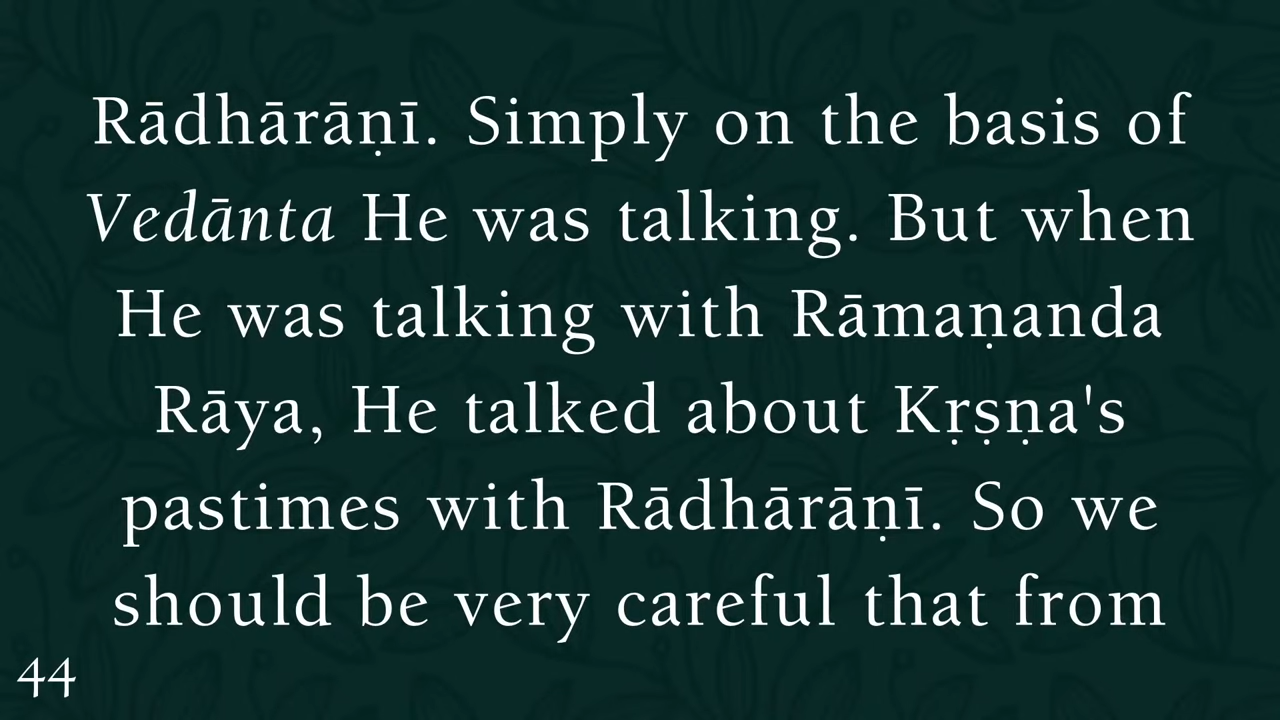 Rādhārāṇī. Simply on the basis of
Vedānta He was talking. But when
He was talking with Rāmaṇanda
Rāya, He talked about Kṛṣṇa's
pastimes with Rādhārāṇī. So we
should be very careful that from
44